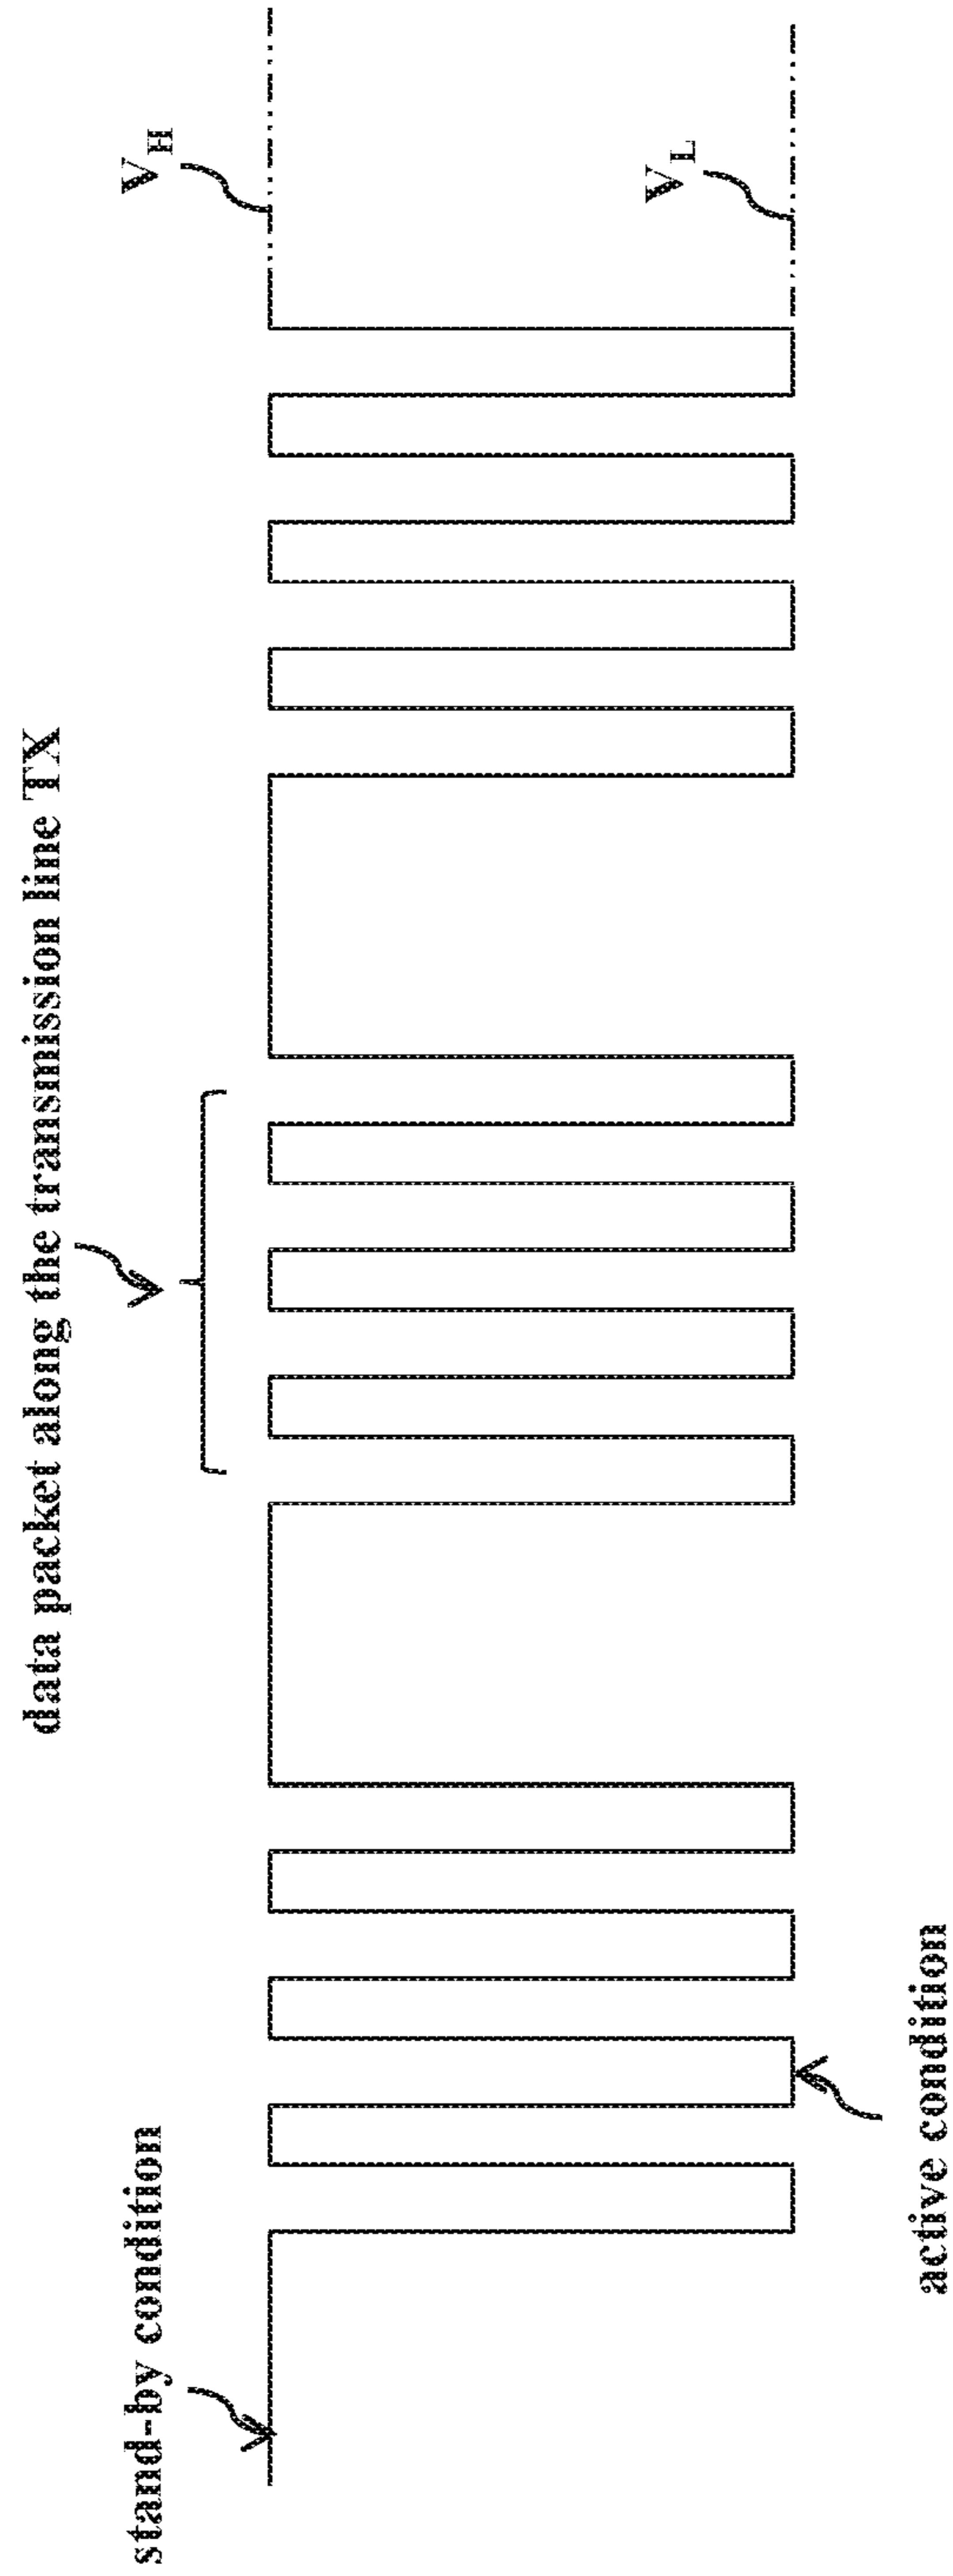 data packet along the transmission line TX
stand-by condition
V_H
V_L
active condition